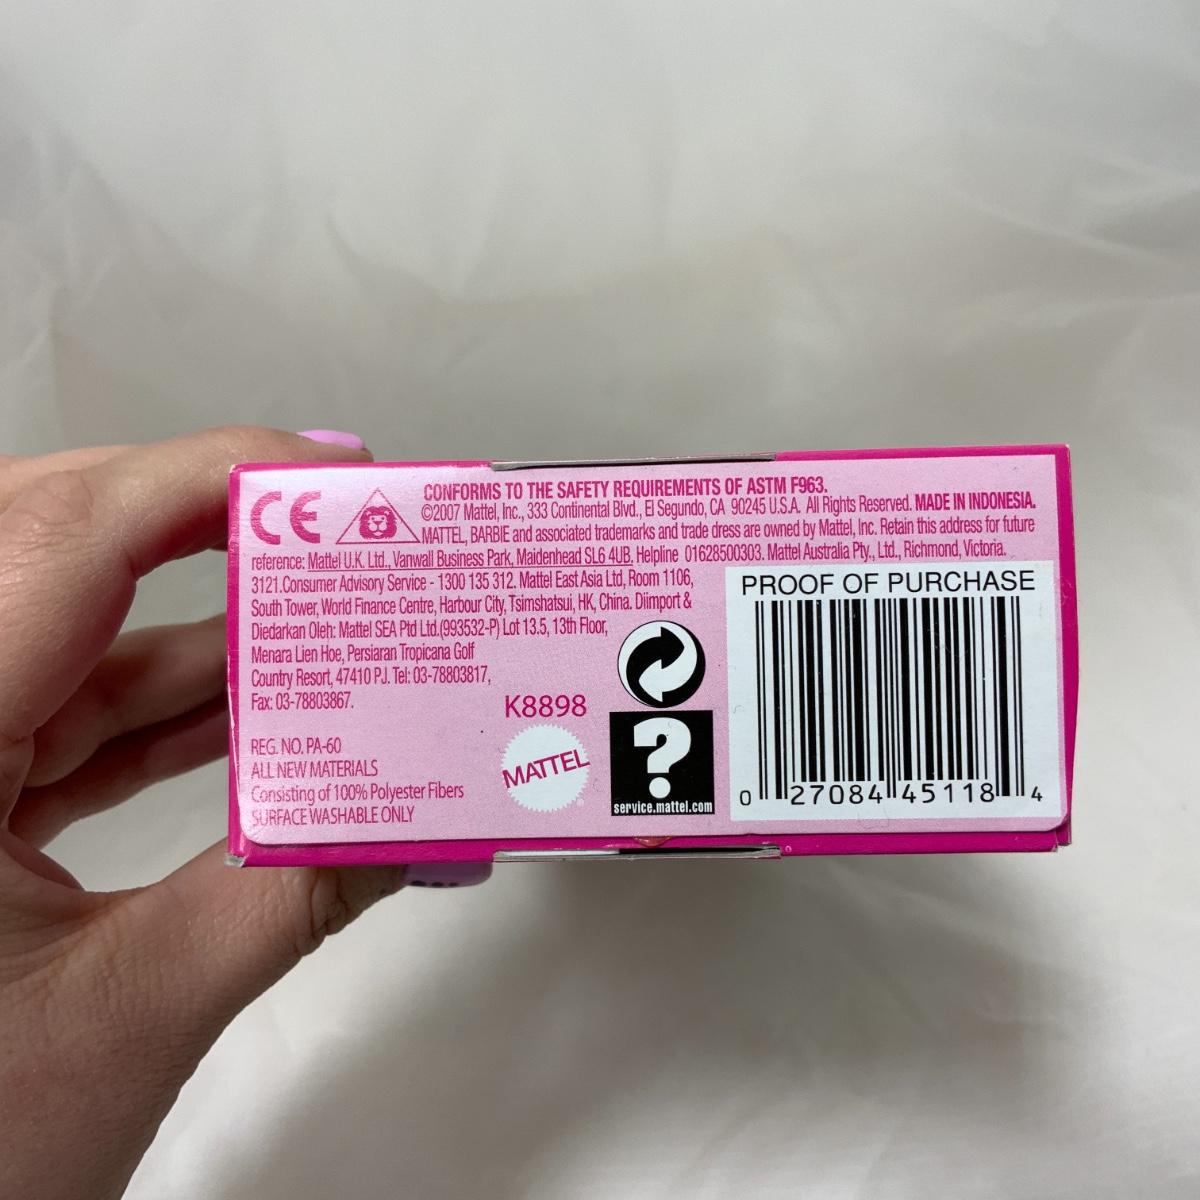 CE
CONFORMS TO THE SAFETY REQUIREMENTS OF ASTM F963.
©2007 Mattel, Inc., 333 Continental Blvd., El Segundo, CA 90245 U.S.A. All Rights Reserved. MADE IN INDONESIA.
MATTEL, BARBIE and associated trademarks and trade dress are owned by Mattel, Inc. Retain this address for future
reference: Mattel U.K. Ltd., Vanwall Business Park, Maidenhead SL6 4UB. Helpline 01628500303. Mattel Australia Pty., Ltd., Richmond, Victoria.
3121.Consumer Advisory Service - 1300 135 312. Mattel East Asia Ltd, Room 1106,
South Tower, World Finance Centre, Harbour City, Tsimshatsui, HK, China. Diimport &
Diedarkan Oleh: Mattel SEA Ptd Ltd.(993532-P) Lot 13.5, 13th Floor,
Menara Lien Hoe, Persiaran Tropicana Golf
Country Resort, 47410 PJ. Tel: 03-78803817,
Fax: 03-78803867.
REG. NO. PA-60
ALL NEW MATERIALS
Consisting of 100% Polyester Fibers
SURFACE WASHABLE ONLY
K8898
MATTEL®
?
service.mattel.com
PROOF OF PURCHASE
0 27084 45118 4